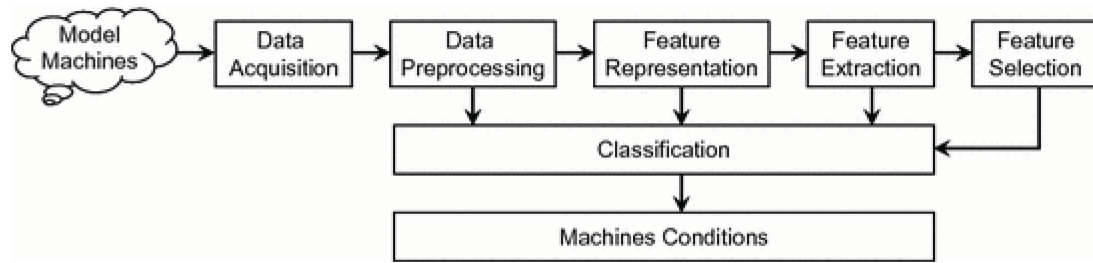 Model
Machines
Data
Acquisition
Data
Preprocessing
Feature
Representation
Feature
Extraction
Feature
Selection
Classification
Machines Conditions